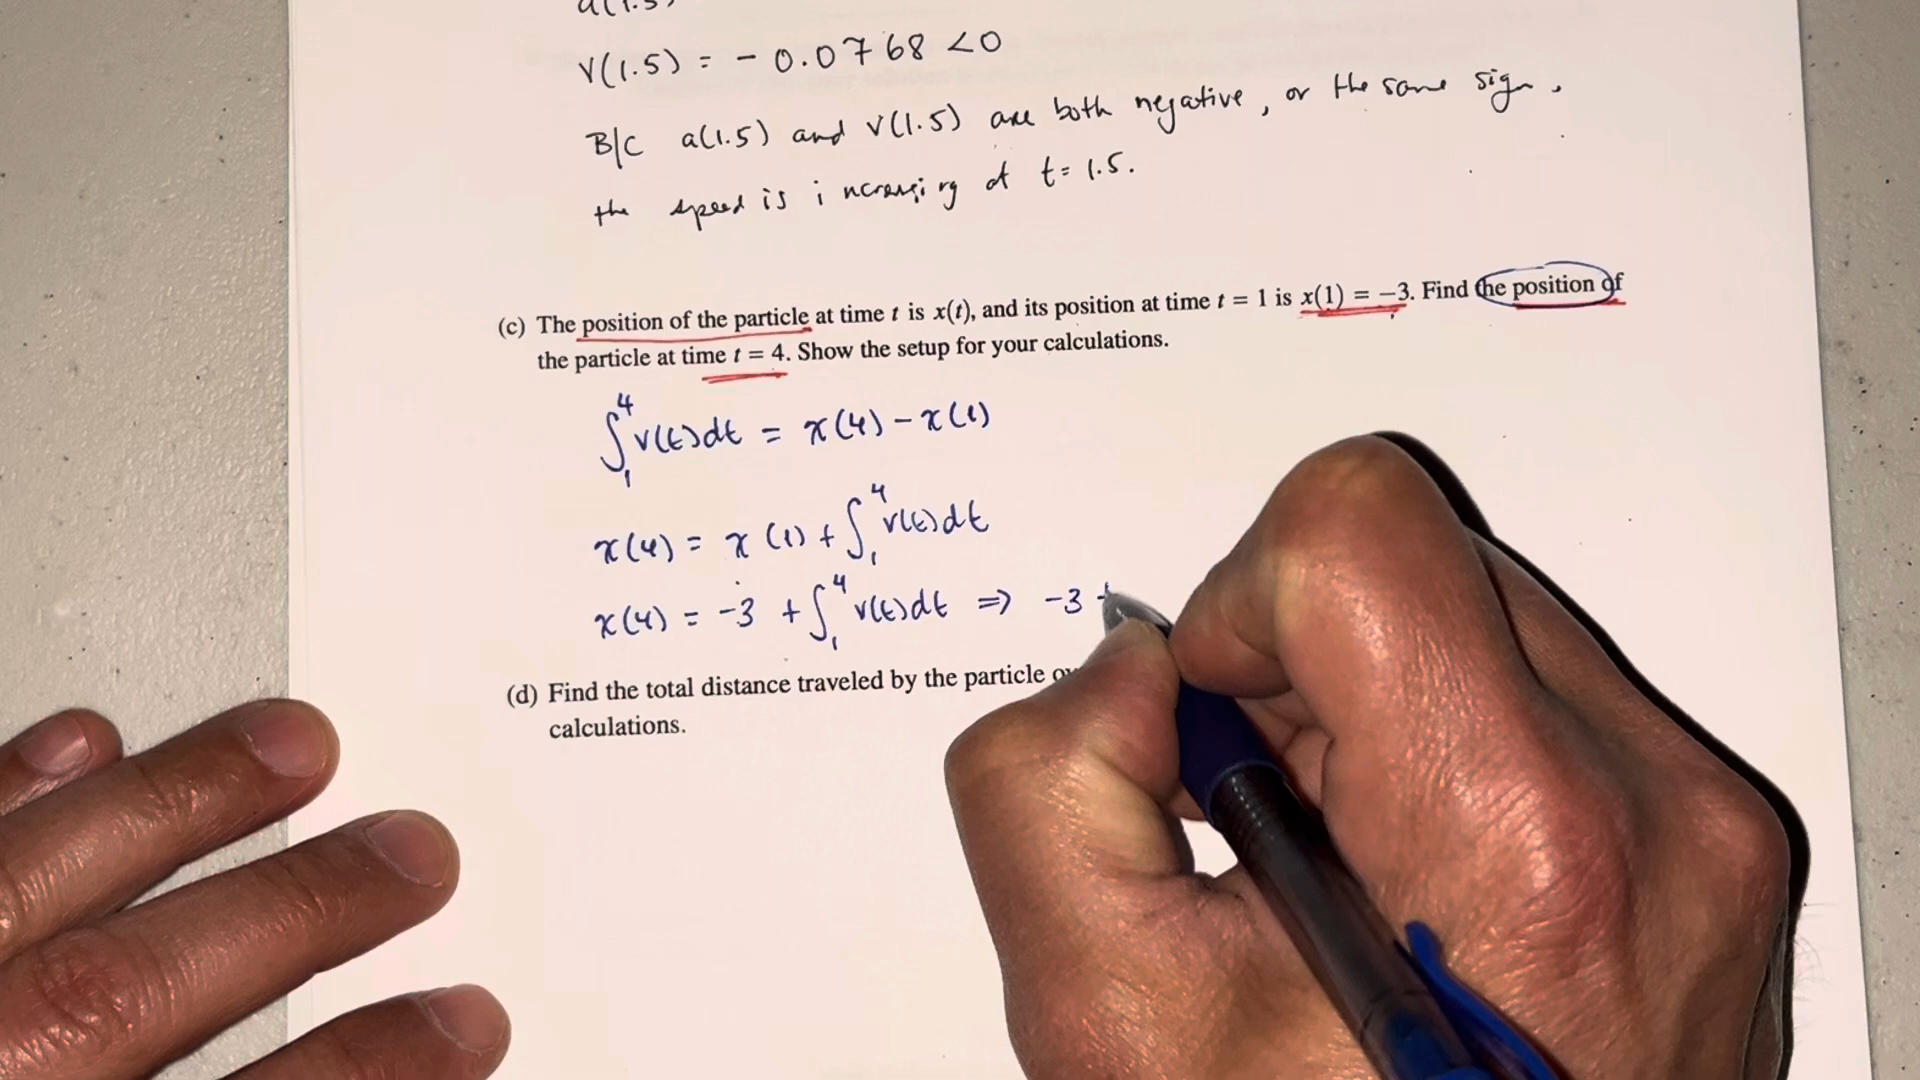 a(1.5)
v(1.5) = - 0.0768 <0
B/C a(1.5) and v(1.5) are both negative, or the same sign,
the speed is increasing at t= 1.5.
(c) The position of the particle at time t is x(t), and its position at time t = 1 is x(1) = −3. Find the position of
the particle at time t = 4. Show the setup for your calculations.
∫₁⁴ v(t)dt = x(4) - x(1)
x(4) = x(1) + ∫₁⁴ v(t)dt
x(4) = -3 + ∫₁⁴ v(t)dt ⇒ -3 +
(d) Find the total distance traveled by the particle
calculations.